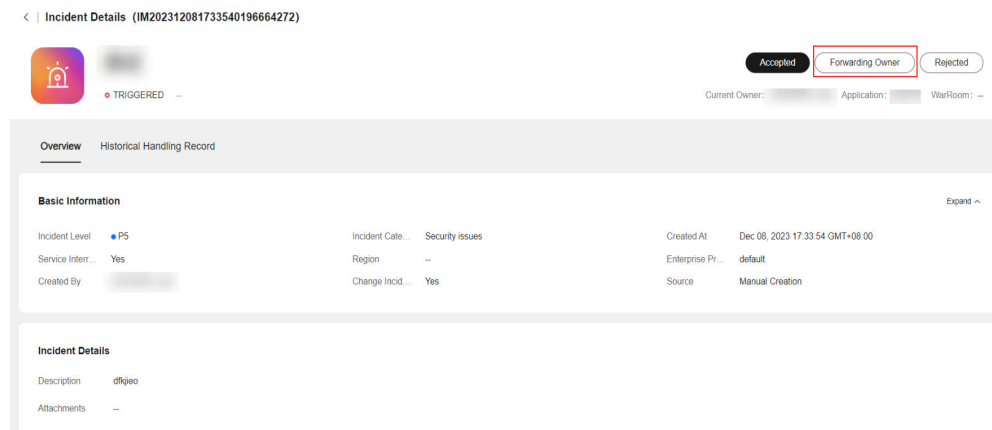 < | Incident Details（IM202312081733540196664272）
Accepted Forwarding Owner Rejected
TRIGGERED --
Current Owner: Application: WarRoom: --
Overview Historical Handling Record
Basic Information Expand
Incident Level P5 Incident Cate... Security issues Created At Dec 08, 2023 17:33:54 GMT+08:00
Service Interr... Yes Region -- Enterprise Pr... default
Created By Change Incid... Yes Source Manual Creation
Incident Details
Description dfkjieo
Attachments --